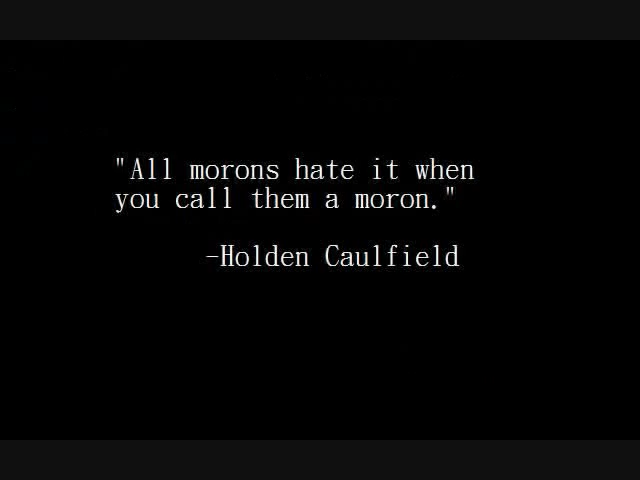 "All morons hate it when
you call them a moron."
-Holden Caulfield